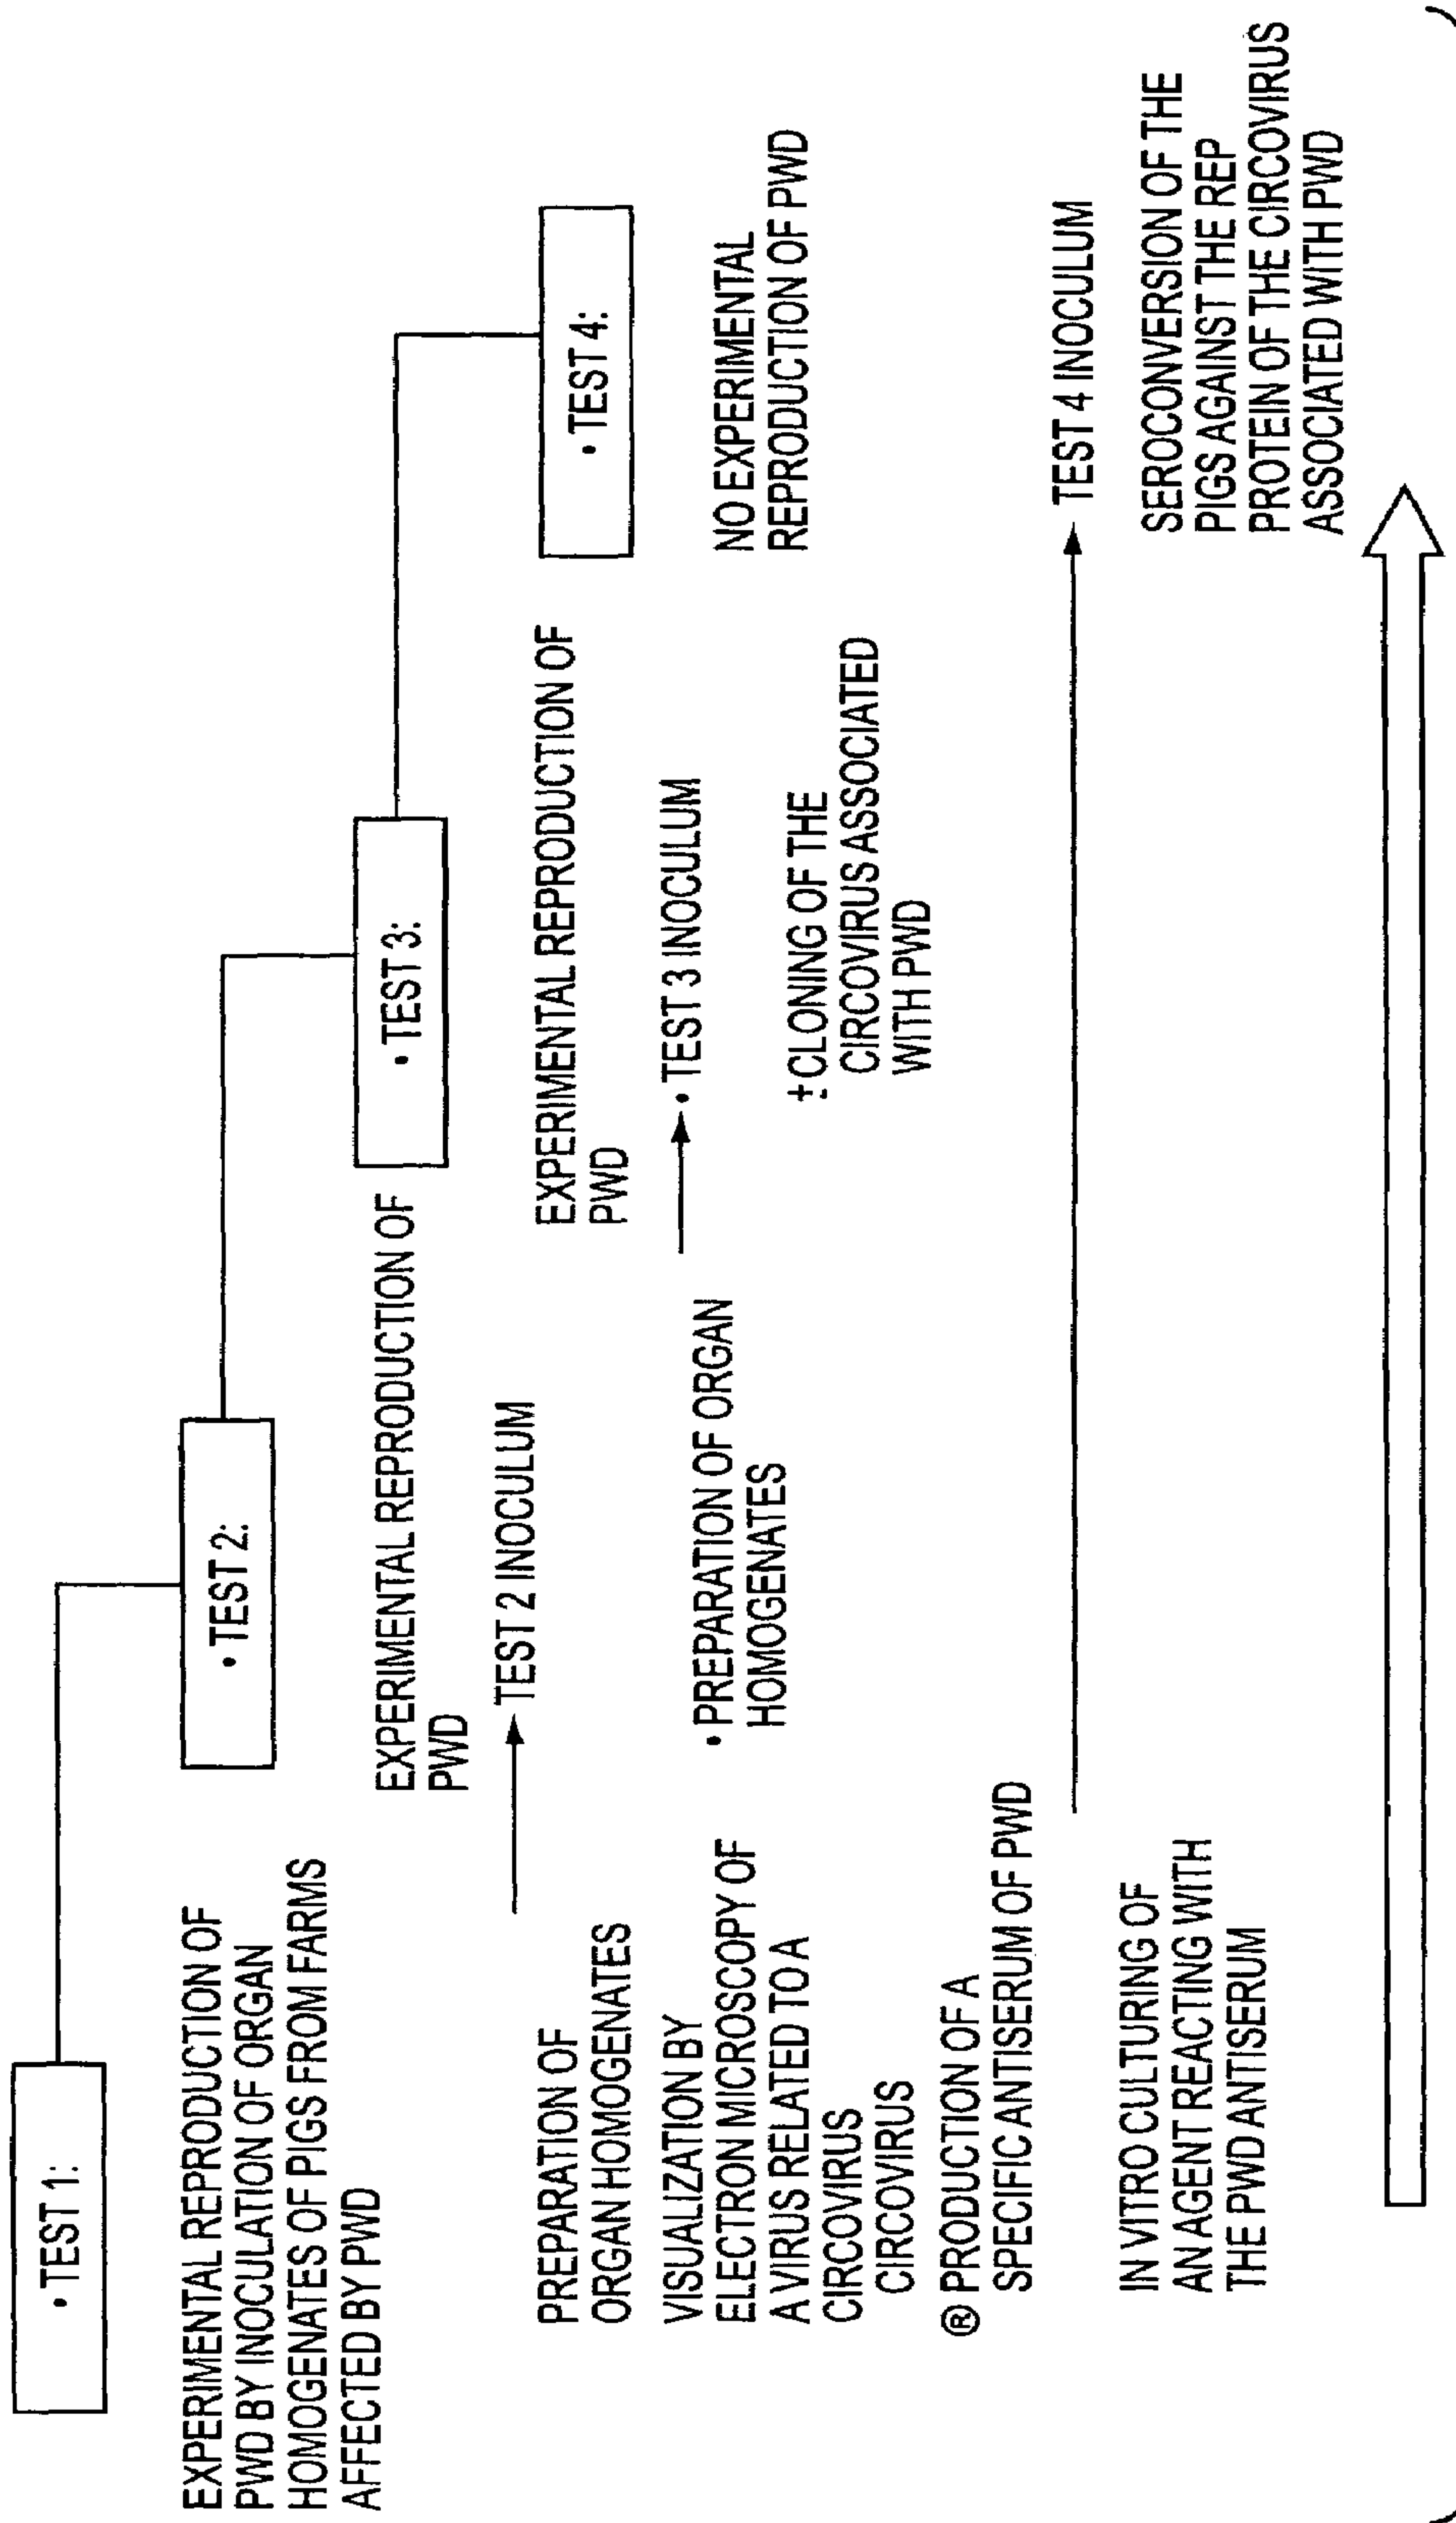 • TEST 1:
EXPERIMENTAL REPRODUCTION OF
PWD BY INOCULATION OF ORGAN
HOMOGENATES OF PIGS FROM FARMS
AFFECTED BY PWD
PREPARATION OF
ORGAN HOMOGENATES
VISUALIZATION BY
ELECTRON MICROSCOPY OF
A VIRUS RELATED TO A
CIRCOVIRUS
CIRCOVIRUS
® PRODUCTION OF A
SPECIFIC ANTISERUM OF PWD
IN VITRO CULTURING OF
AN AGENT REACTING WITH
THE PWD ANTISERUM
• TEST 2:
EXPERIMENTAL REPRODUCTION OF
PWD
TEST 2 INOCULUM
• PREPARATION OF ORGAN
HOMOGENATES
• TEST 3:
EXPERIMENTAL REPRODUCTION OF
PWD
• TEST 3 INOCULUM
± CLONING OF THE
CIRCOVIRUS ASSOCIATED
WITH PWD
• TEST 4:
NO EXPERIMENTAL
REPRODUCTION OF PWD
TEST 4 INOCULUM
SEROCONVERSION OF THE
PIGS AGAINST THE REP
PROTEIN OF THE CIRCOVIRUS
ASSOCIATED WITH PWD